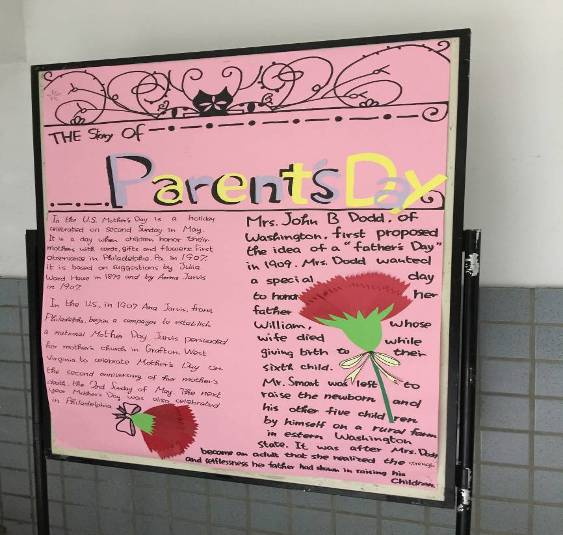 THE Story OF
Parent's Day
In the U.S. Mother's Day is a holiday
celebrated on second Sunday in May.
It is a day when children honor their
mothers with cards, gifts and flowers. First
observance in Philadelphia. Pa. in 1907.
It is based on suggestions by Julia
Ward Howe in 1872 and by Anna Jarvis
in 1907.
In the U.S., in 1907 Ana Jarvis, from
Philadelphia, began a campaign to establish
a national Mother Day. Jarvis persuaded
her mother's church in Grafton, West
Virginia to celebrate Mother's Day on
the second anniversary of her mother's
death, the 2nd Sunday of May. The next
year Mother's Day was also celebrated
in Philadelphia.
Mrs. John B Dodd, of
Washington, first proposed
the idea of a "father's Day"
in 1909. Mrs. Dodd wanted
a special day
to honor her
father
William, whose
wife died while
giving birth to their
sixth child.
Mr. Smart was left to
raise the newborn and
his other five children
by himself on a rural farm
in estern Washington
State. It was after Mrs. Dodd
become an adult that she realized the strength
and selflessness her father had shown in raising his
Children